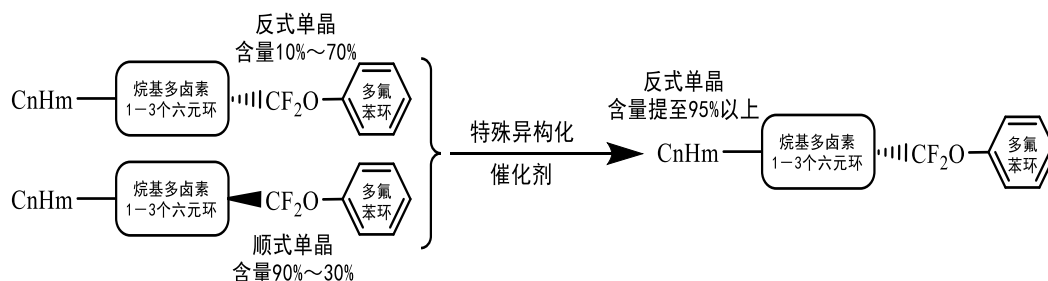 反式单晶
含量10%～70%
CnHm
烷基多卤素
1－3个六元环
CF₂O
多氟
苯环
CnHm
烷基多卤素
1－3个六元环
CF₂O
多氟
苯环
顺式单晶
含量90%～30%
特殊异构化
催化剂
反式单晶
含量提至95%以上
CnHm
烷基多卤素
1－3个六元环
CF₂O
多氟
苯环